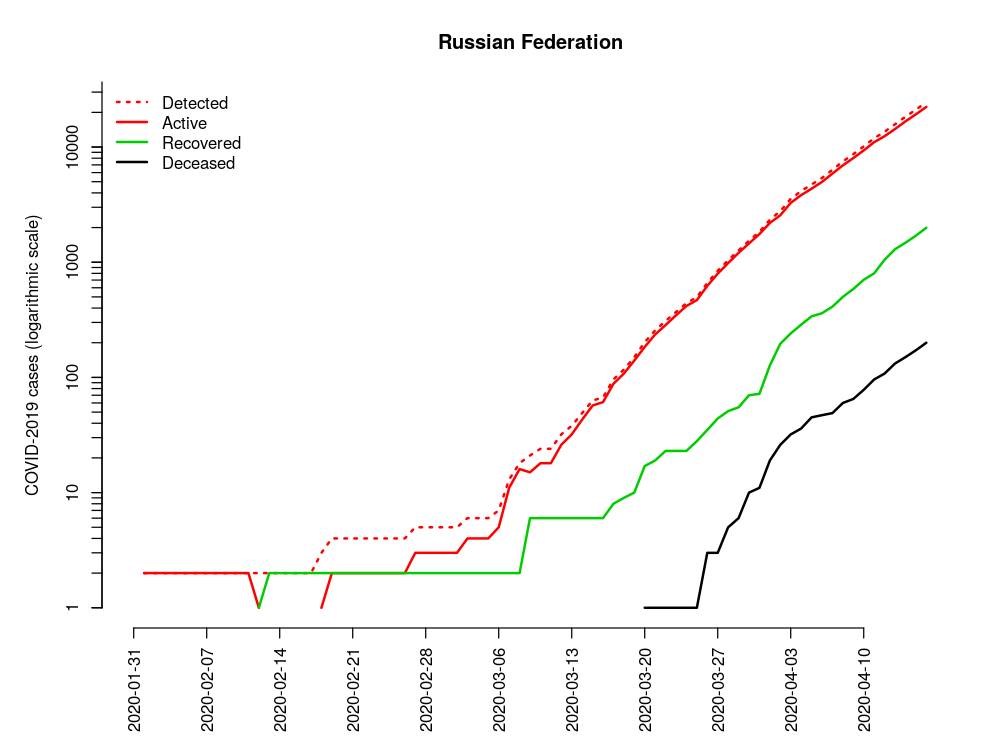 Russian Federation
Detected
Active
Recovered
Deceased
COVID-2019 cases (logarithmic scale)
10000
1000
100
10
1
2020-01-31
2020-02-07
2020-02-14
2020-02-21
2020-02-28
2020-03-06
2020-03-13
2020-03-20
2020-03-27
2020-04-03
2020-04-10